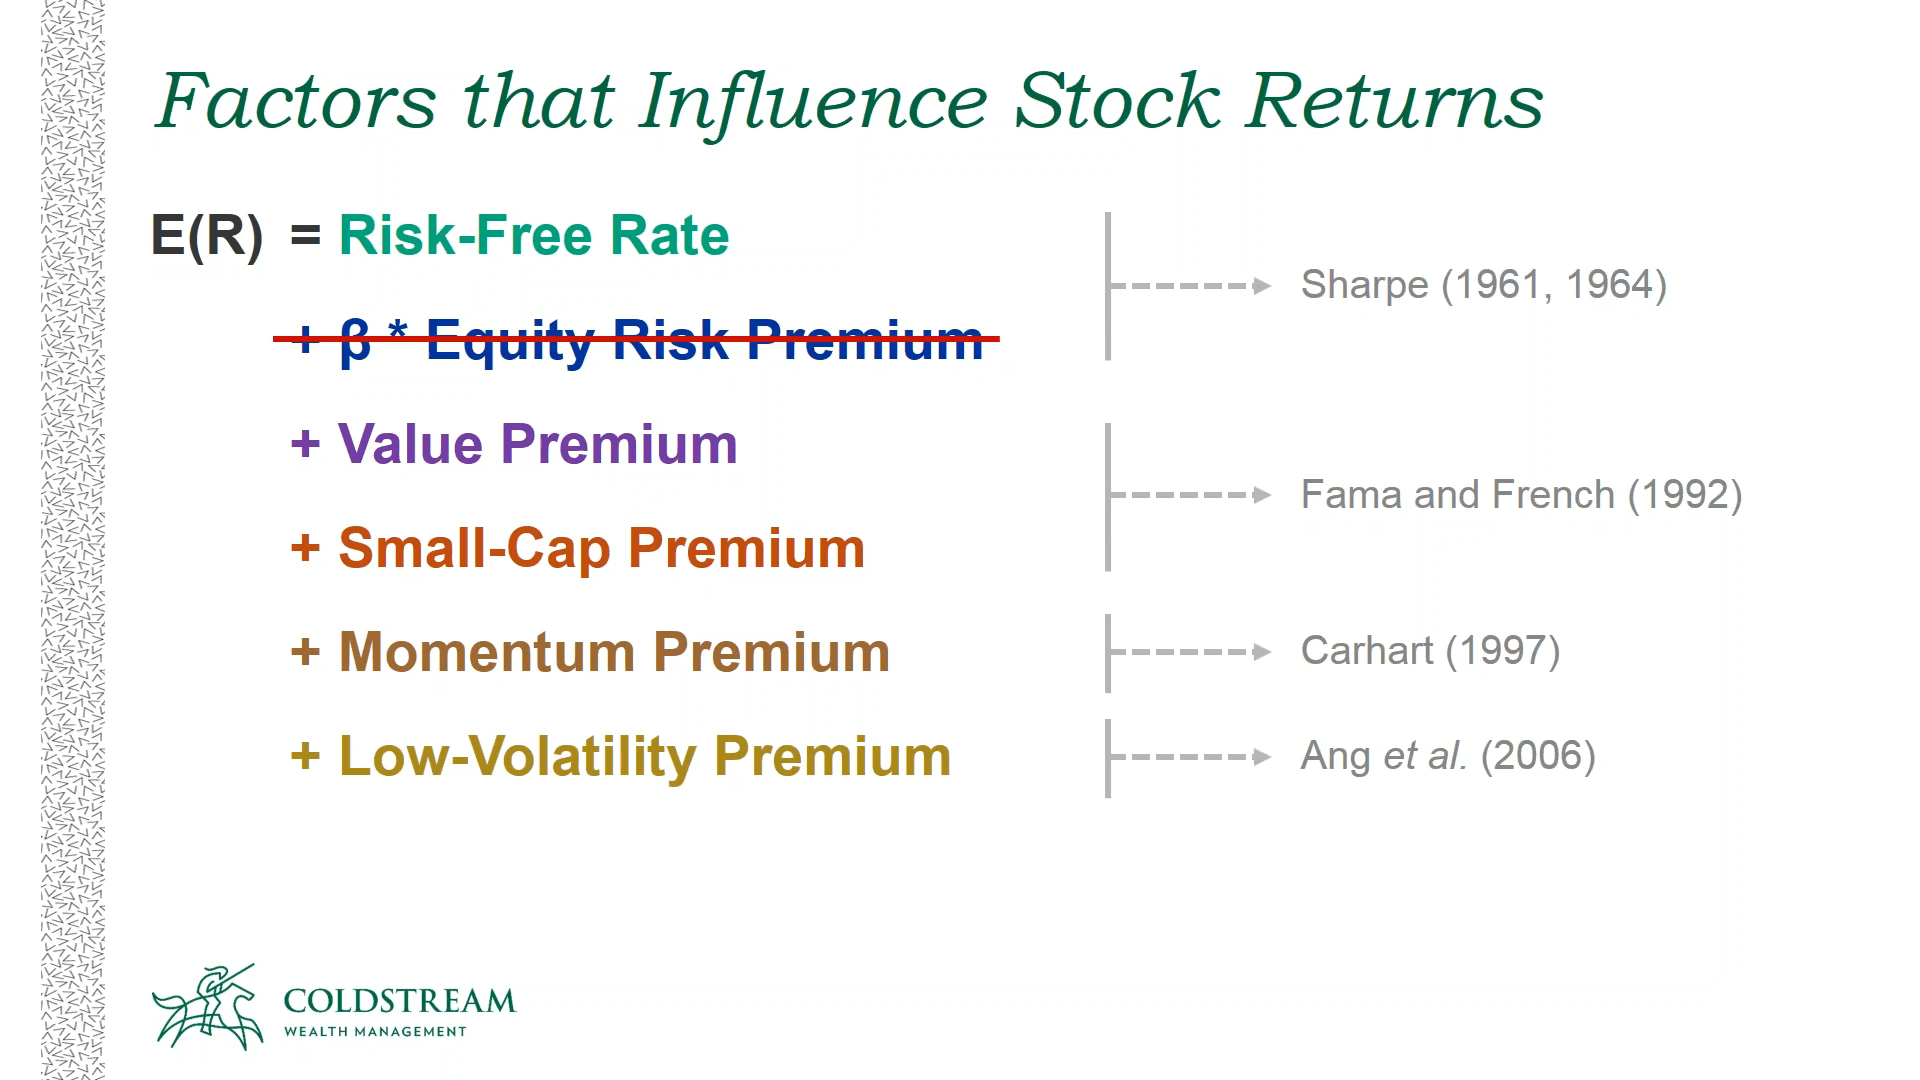 Factors that Influence Stock Returns
E(R) = Risk-Free Rate
+ β * Equity Risk Premium
Sharpe (1961, 1964)
+ Value Premium
+ Small-Cap Premium
Fama and French (1992)
+ Momentum Premium
Carhart (1997)
+ Low-Volatility Premium
Ang et al. (2006)
COLDSTREAM
WEALTH MANAGEMENT